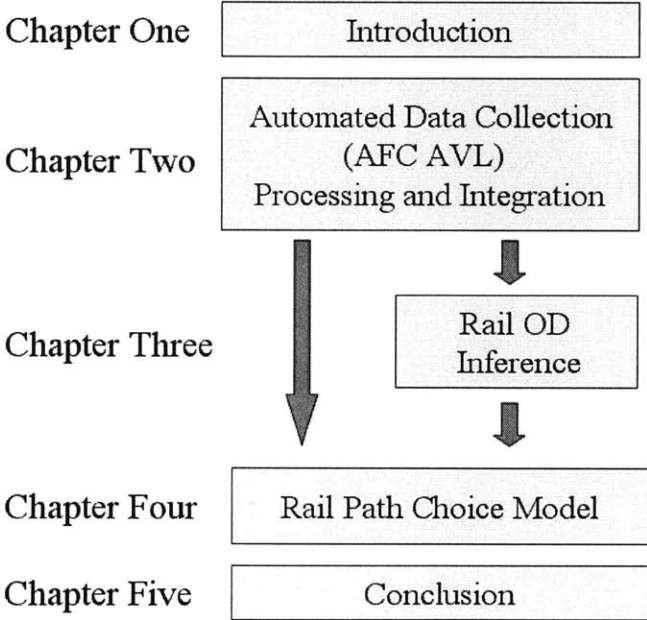 Chapter One
Introduction
Chapter Two
Automated Data Collection
(AFC AVL)
Processing and Integration
Chapter Three
Rail OD
Inference
Chapter Four
Rail Path Choice Model
Chapter Five
Conclusion